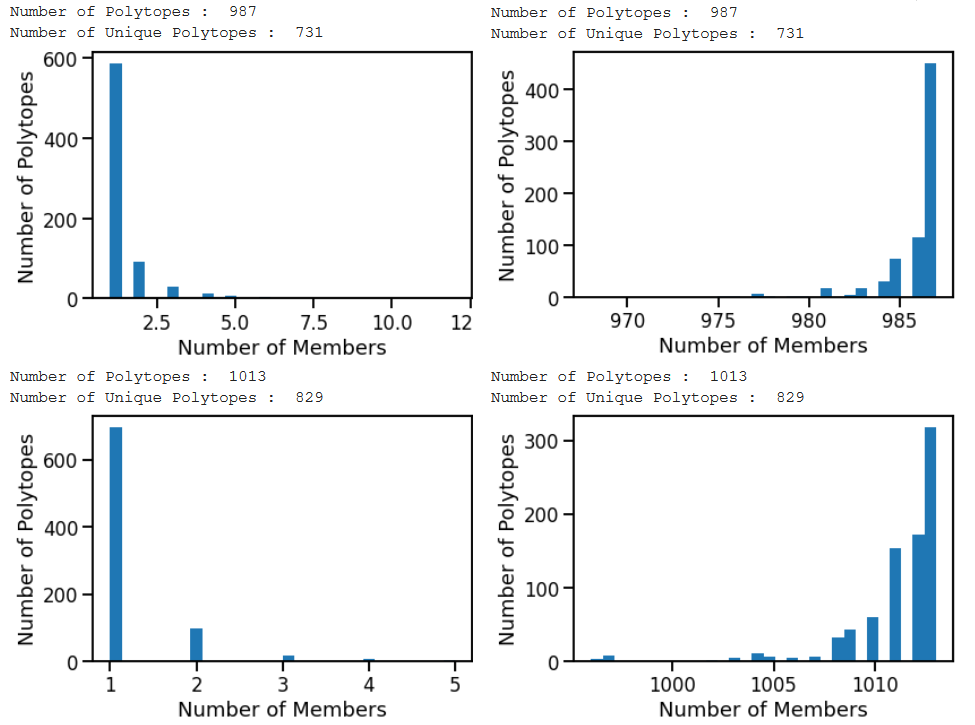 Number of Polytopes :  987
Number of Unique Polytopes :  731
600
400
200
0
Number of Polytopes
2.5 5.0 7.5 10.0 12
Number of Members
Number of Polytopes :  987
Number of Unique Polytopes :  731
400
300
200
100
0
Number of Polytopes
970 975 980 985
Number of Members
Number of Polytopes :  1013
Number of Unique Polytopes :  829
600
400
200
0
Number of Polytopes
1 2 3 4 5
Number of Members
Number of Polytopes :  1013
Number of Unique Polytopes :  829
300
200
100
0
Number of Polytopes
1000 1005 1010
Number of Members